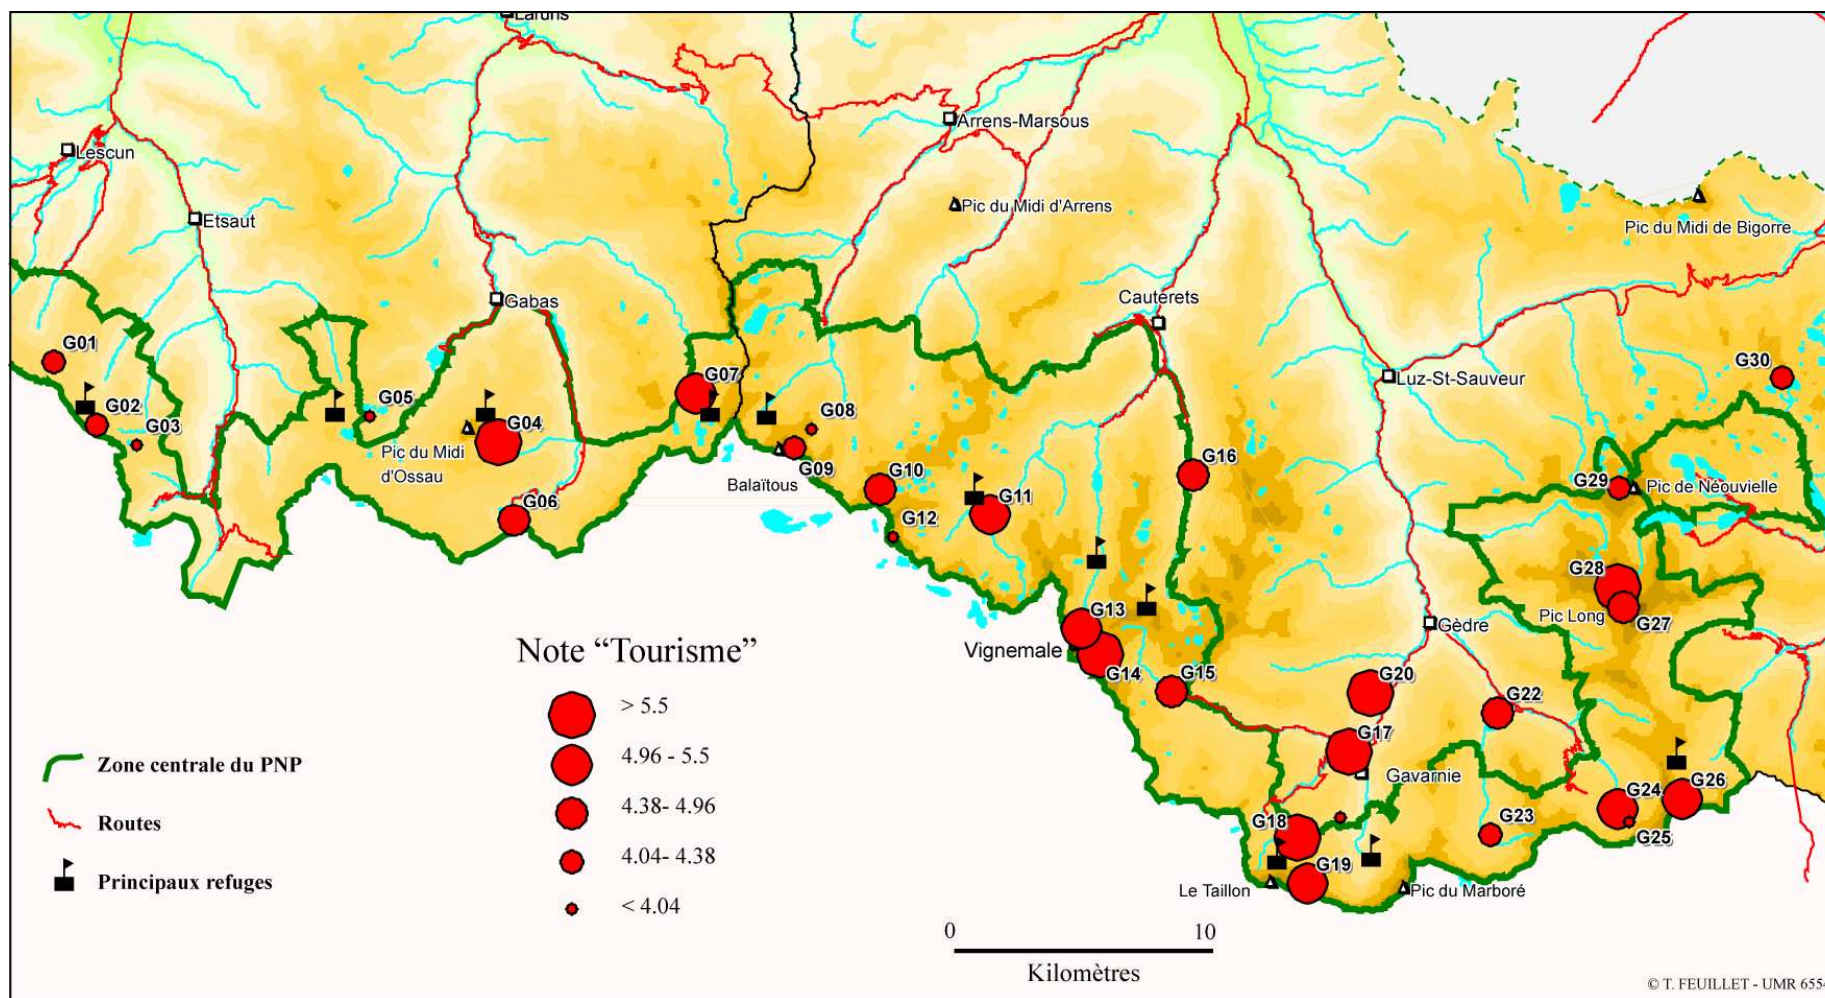 Laruns
Arrens-Marsous
Lescun
Pic du Midi d'Arrens
Etsaut
Pic du Midi de Bigorre
Gabas
Cauterets
G01
G07
G30
Luz-St-Sauveur
G05
G02
G08
G03
G04
Pic du Midi
d'Ossau
G16
G10
G11
G09
Balaïtous
G29
Pic de Néouvielle
G06
G12
G28
G13
Pic Long
G27
Gèdre
Note “Tourisme”
Vignemale
G14
G15
G20
G22
> 5.5
G17
4.96 - 5.5
Zone centrale du PNP
Gavarnie
G26
G24
4.38- 4.96
Routes
G18
G23
G25
4.04- 4.38
G19
Principaux refuges
Le Taillon
Pic du Marboré
< 4.04
0
10
Kilomètres
© T. FEUILLET - UMR 6554